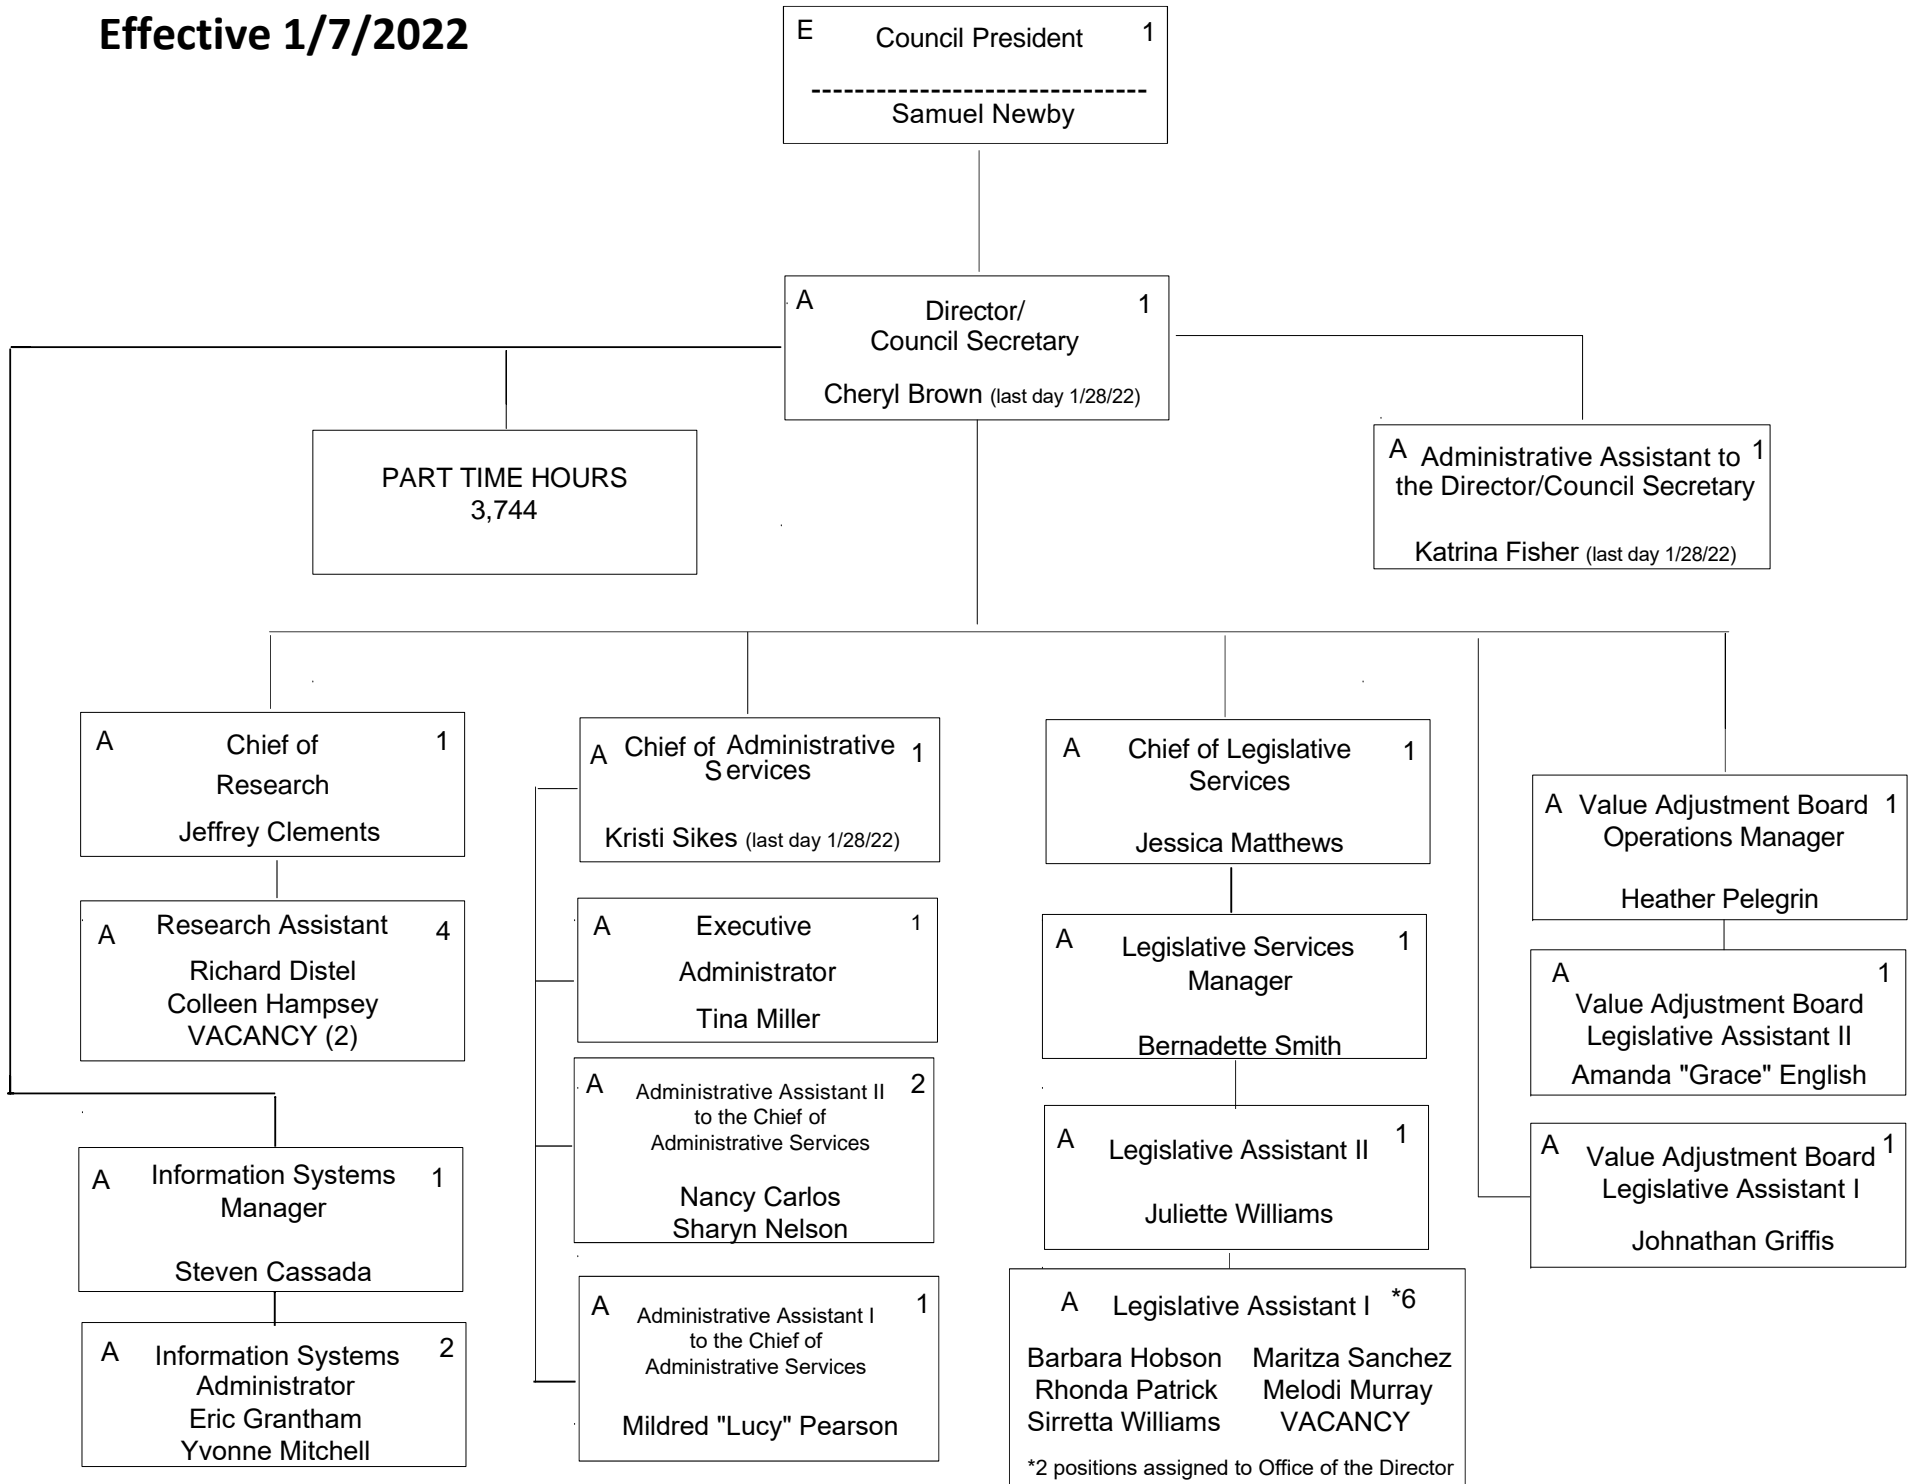 Effective 1/7/2022
E Council President 1
-------------------------------
Samuel Newby
A Director/ 1
Council Secretary
Cheryl Brown (last day 1/28/22)
PART TIME HOURS
3,744
A Administrative Assistant to 1
the Director/Council Secretary
Katrina Fisher (last day 1/28/22)
A Chief of 1
Research
Jeffrey Clements
A Research Assistant 4
Richard Distel
Colleen Hampsey
VACANCY (2)
A Information Systems 1
Manager
Steven Cassada
A Information Systems 2
Administrator
Eric Grantham
Yvonne Mitchell
A Chief of Administrative 1
Services
Kristi Sikes (last day 1/28/22)
A Executive 1
Administrator
Tina Miller
A Administrative Assistant II 2
to the Chief of
Administrative Services
Nancy Carlos
Sharyn Nelson
A Administrative Assistant I 1
to the Chief of
Administrative Services
Mildred "Lucy" Pearson
A Chief of Legislative 1
Services
Jessica Matthews
A Legislative Services 1
Manager
Bernadette Smith
A Legislative Assistant II 1
Juliette Williams
A Legislative Assistant I *6
Barbara Hobson Maritza Sanchez
Rhonda Patrick Melodi Murray
Sirretta Williams VACANCY
*2 positions assigned to Office of the Director
A Value Adjustment Board 1
Operations Manager
Heather Pelegrin
A 1
Value Adjustment Board
Legislative Assistant II
Amanda "Grace" English
A Value Adjustment Board 1
Legislative Assistant I
Johnathan Griffis